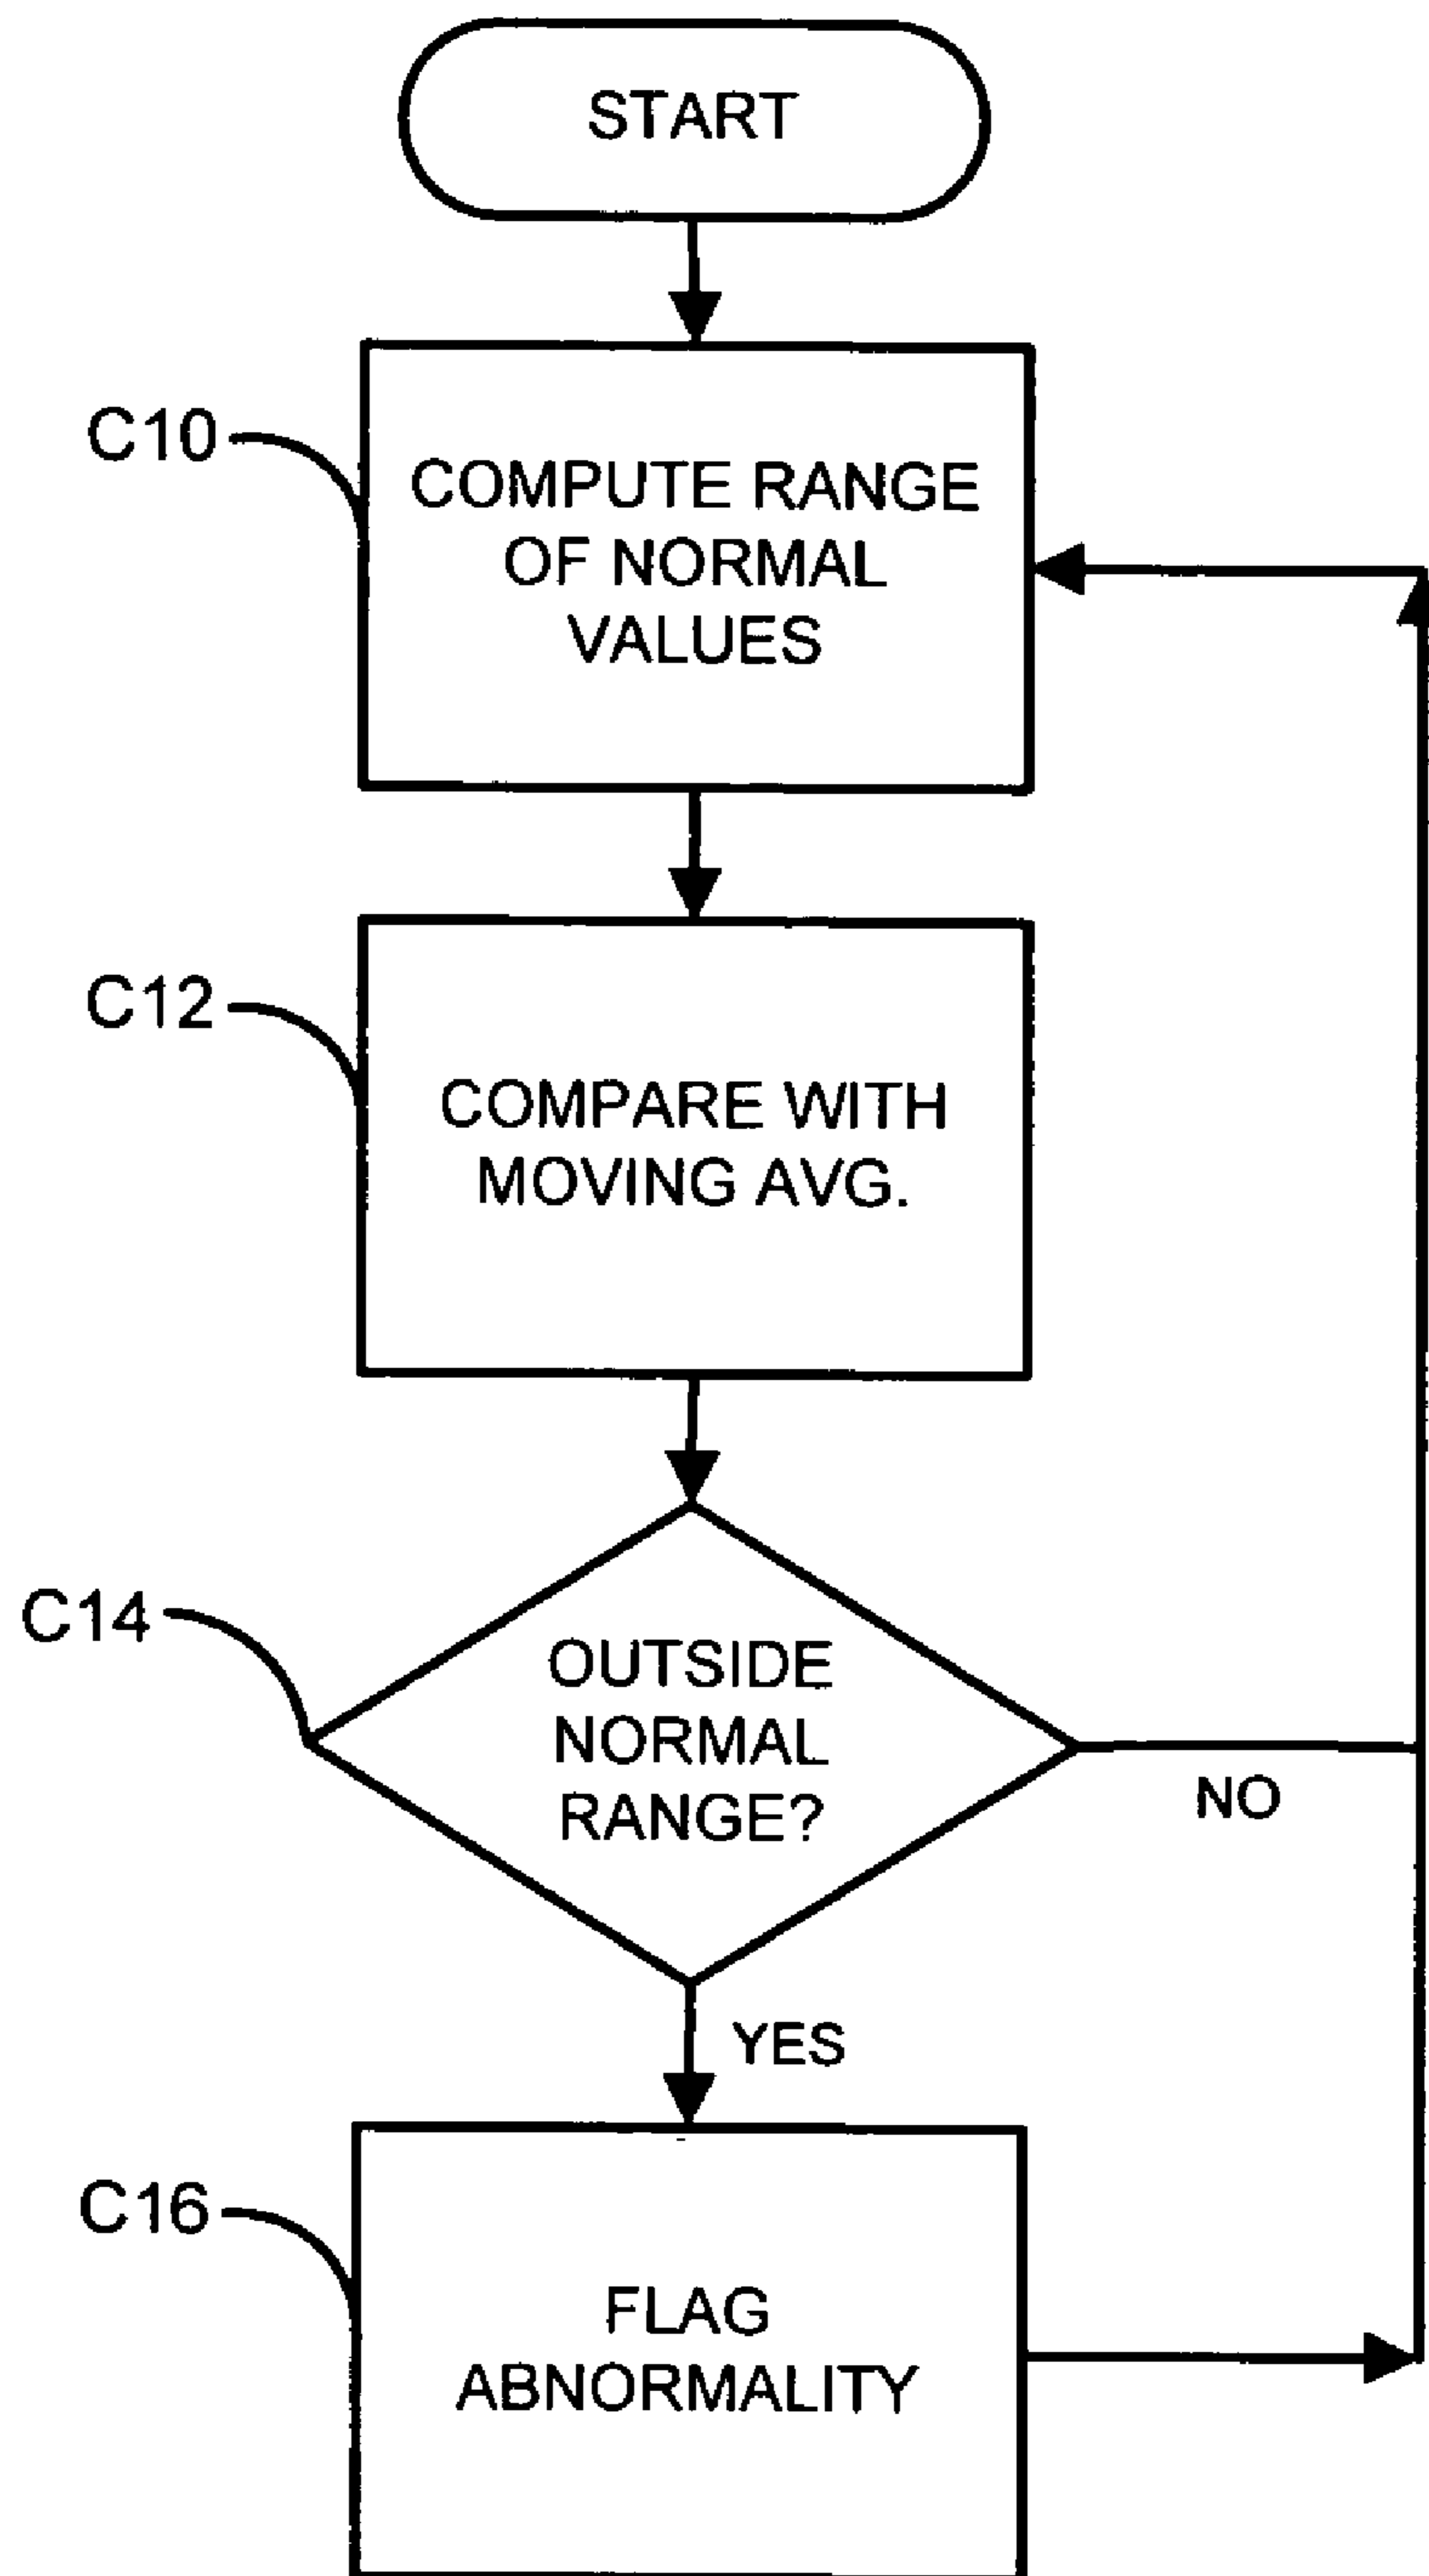 START
C10
COMPUTE RANGE
OF NORMAL
VALUES
C12
COMPARE WITH
MOVING AVG.
C14
OUTSIDE
NORMAL
RANGE?
NO
YES
C16
FLAG
ABNORMALITY